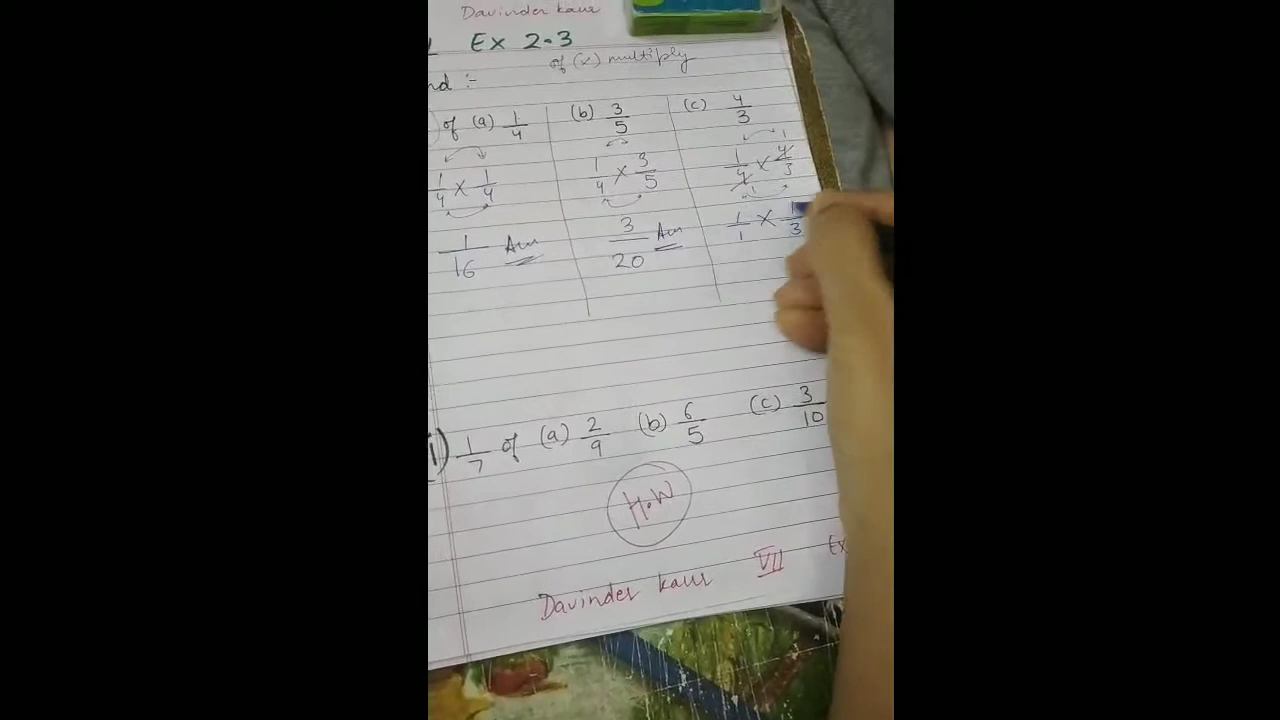 Davinder kaur
Ex 2.3
of (x) multiply
nd :-
of (a) 1/4 (b) 3/5 (c) 4/3
1/4 × 1/4 1/4 × 3/5 1/4 × 4/3
1 1
1/16 Ans 3/20 Ans 1/1 × 1/3
i) 1/7 of (a) 2/9 (b) 6/5 (c) 3/10
H.W
Davinder kaur VII Ex